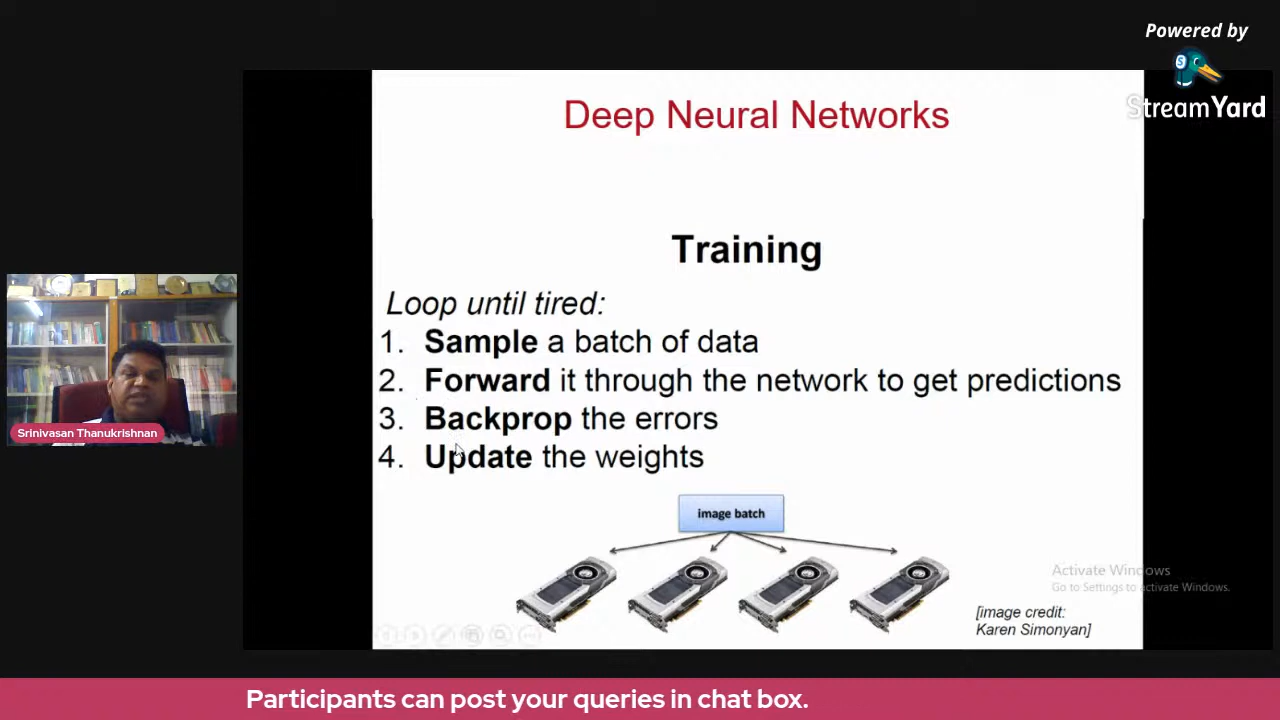 Powered by
StreamYard
Deep Neural Networks
Training
Loop until tired:
1. Sample a batch of data
2. Forward it through the network to get predictions
3. Backprop the errors
4. Update the weights
image batch
Activate Windows
Go to Settings to activate Windows.
[image credit:
Karen Simonyan]
Srinivasan Thanukrishnan
Participants can post your queries in chat box.